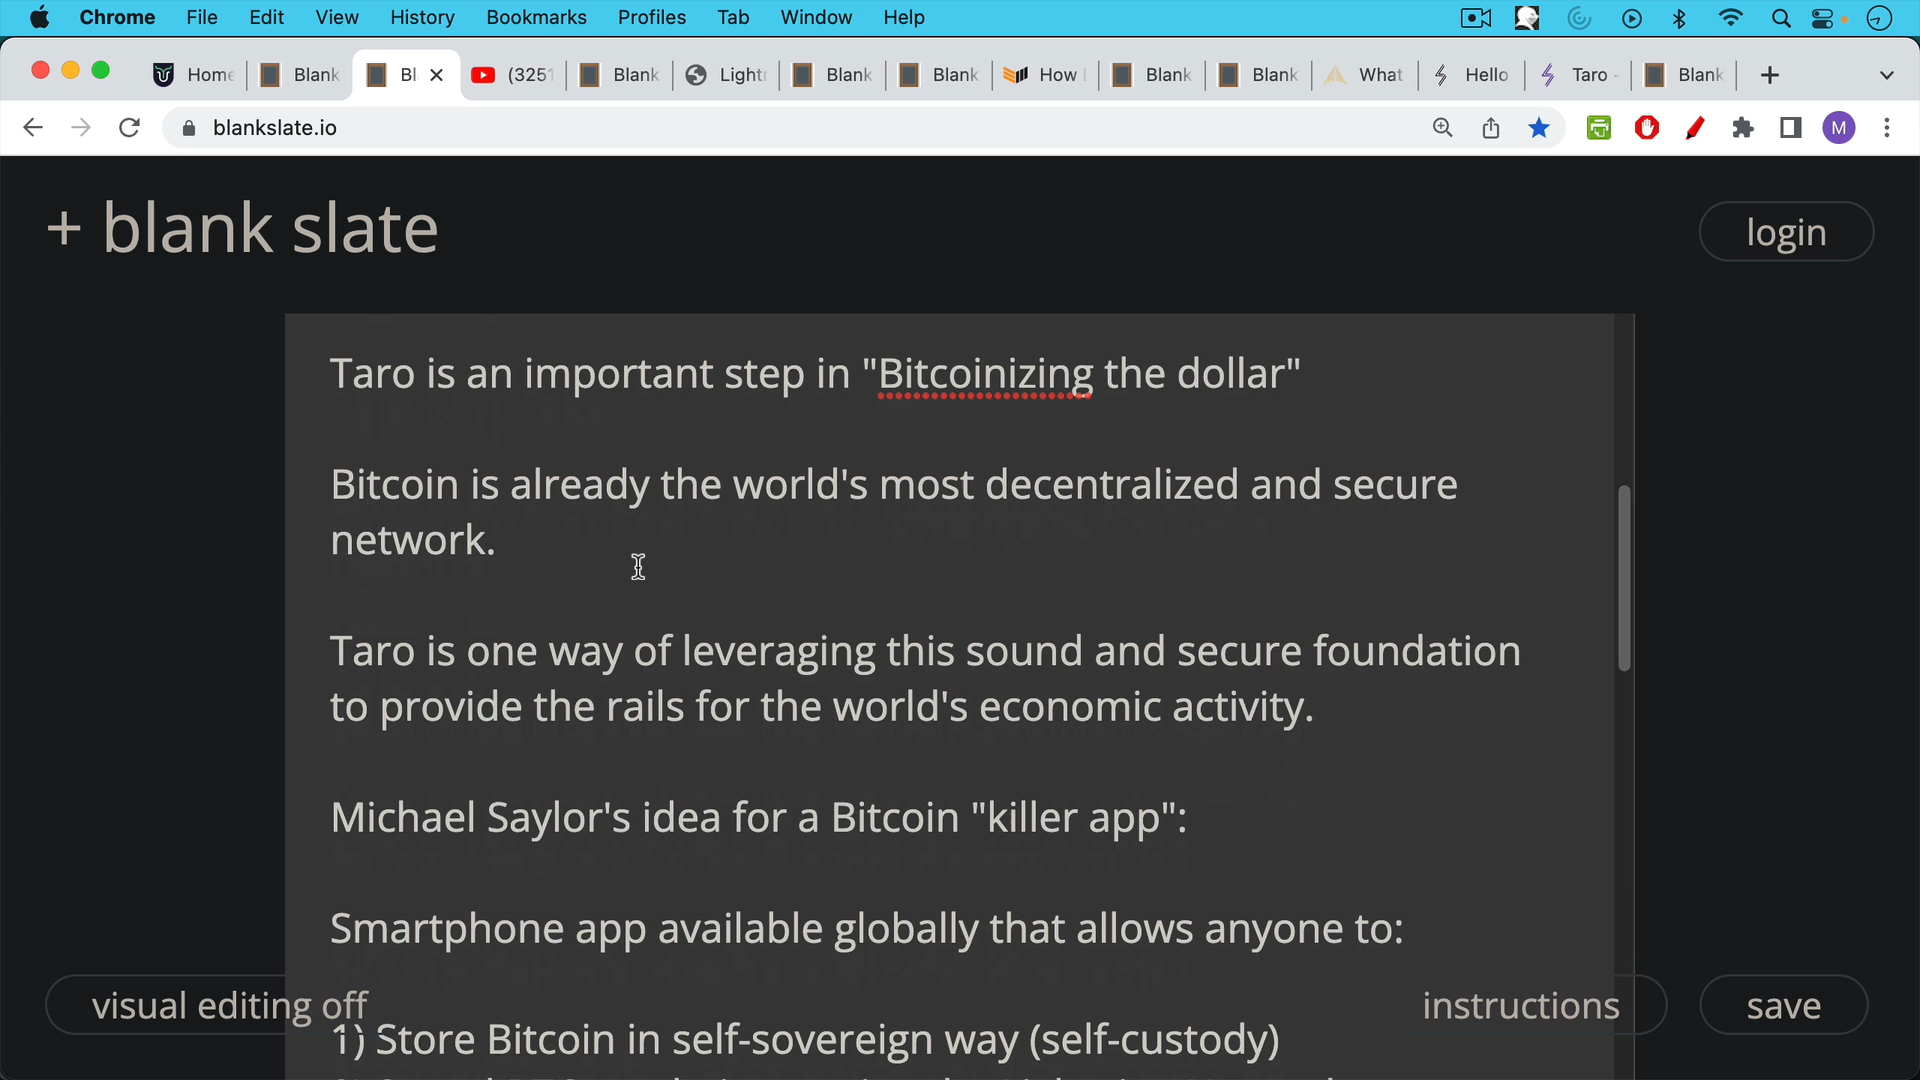 Chrome File Edit View History Bookmarks Profiles Tab Window Help
Home Blank Bl (3251 Blank Light Blank Blank How Blank Blank What Hello Taro - Blank
blankslate.io M
+ blank slate
login
Taro is an important step in "Bitcoinizing the dollar"
Bitcoin is already the world's most decentralized and secure
network.
Taro is one way of leveraging this sound and secure foundation
to provide the rails for the world's economic activity.
Michael Saylor's idea for a Bitcoin "killer app":
Smartphone app available globally that allows anyone to:
visual editing off
instructions
save
1) Store Bitcoin in self-sovereign way (self-custody)